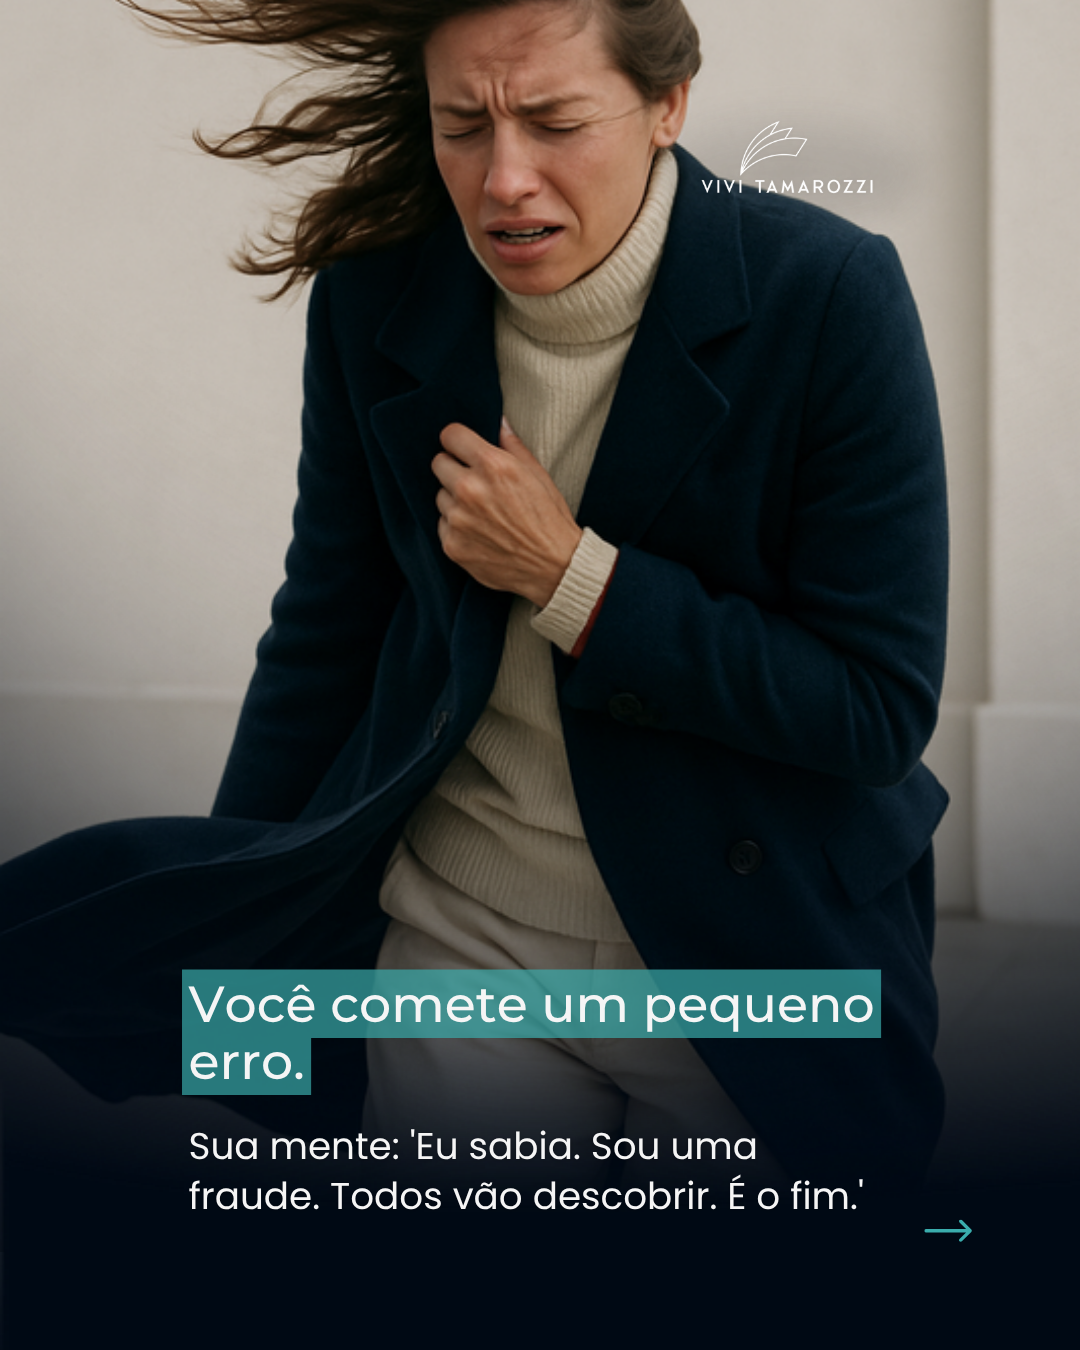 VIVI TAMAROZZI
Você comete um pequeno
erro.
Sua mente: 'Eu sabia. Sou uma
fraude. Todos vão descobrir. É o fim.'